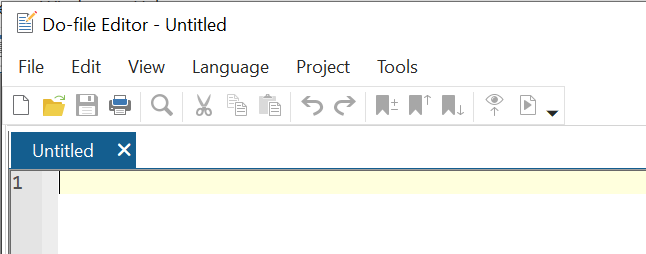 Do-file Editor - Untitled
File Edit View Language Project Tools
Untitled
1